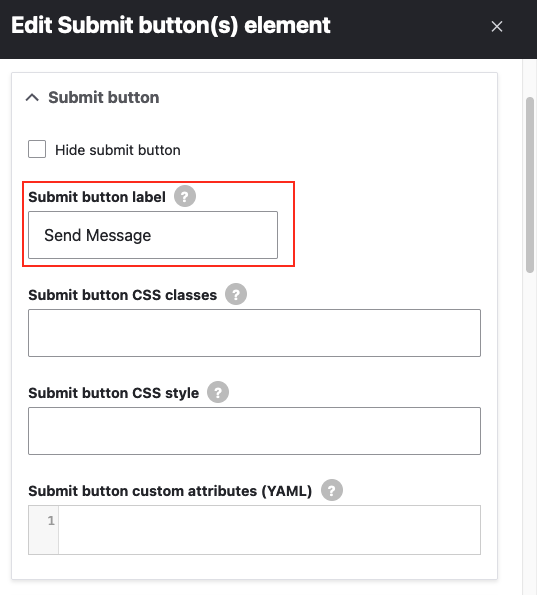 Edit Submit button(s) element
Submit button
Hide submit button
Submit button label ?
Send Message
Submit button CSS classes ?
Submit button CSS style ?
Submit button custom attributes (YAML) ?
1